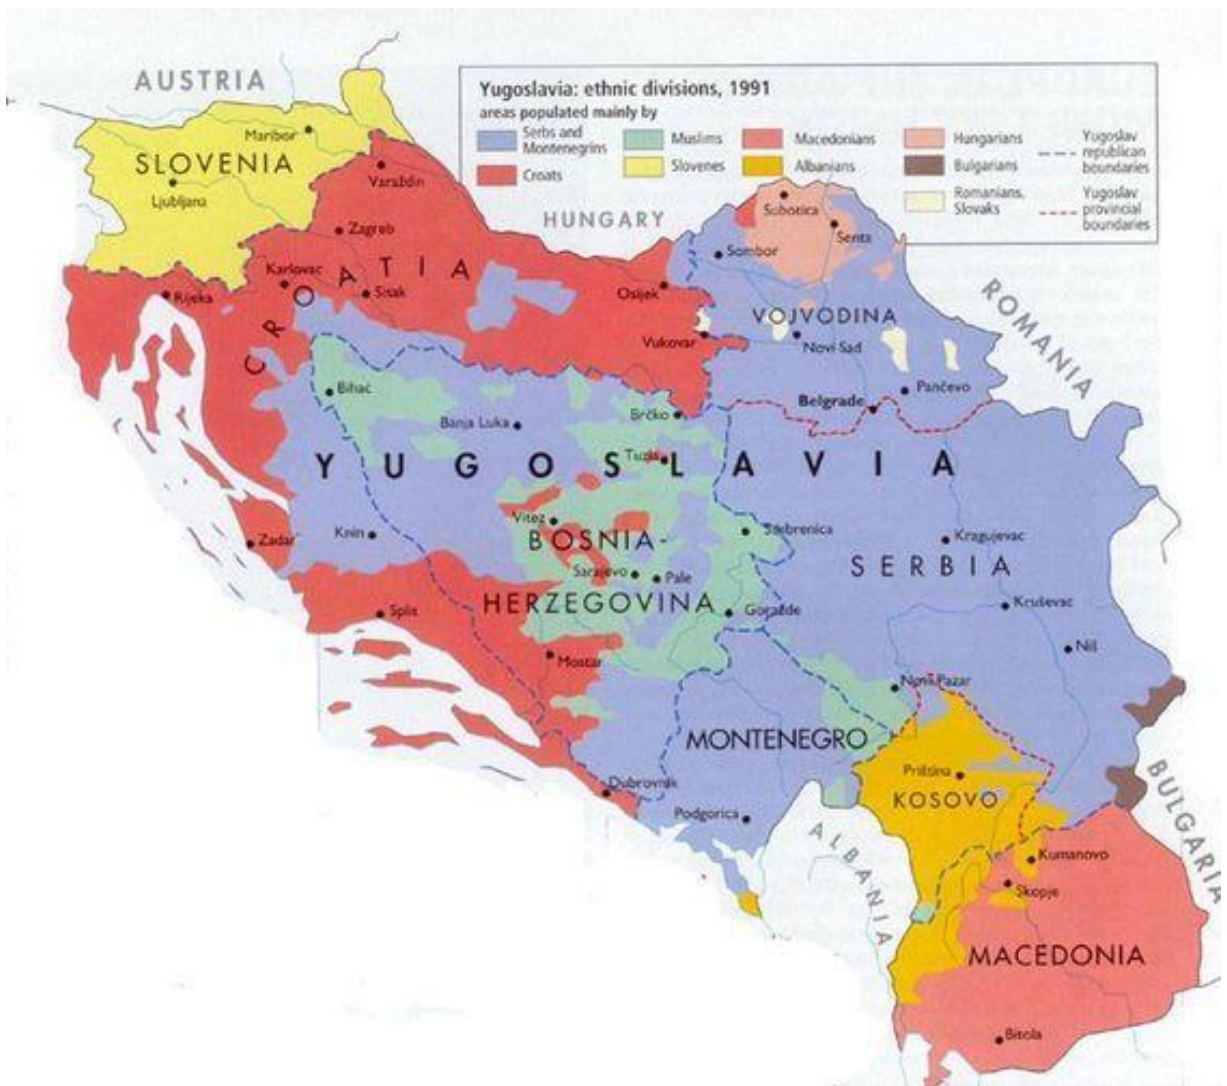 Yugoslavia: ethnic divisions, 1991
areas populated mainly by
Serbs and
Montenegrins
Croats
Muslims
Slovenes
Macedonians
Albanians
Hungarians
Bulgarians
Romanians,
Slovaks
Yugoslav
republican
boundaries
Yugoslav
provincial
boundaries
AUSTRIA
Maribor
SLOVENIA
Ljubljana
Varaždin
Zagreb
HUNGARY
Subotica
Senta
Sombor
Karlovac
CROATIA
Sisak
Rijeka
Osijek
VOJVODINA
ROMANIA
Vukovar
Novi Sad
Bihać
Pančevo
Belgrade
Banja Luka
Brčko
Tuzla
YUGOSLAVIA
Vitez
Knin
Zadar
BOSNIA-
Srebrenica
Kragujevac
SERBIA
Sarajevo
Pale
HERZEGOVINA
Goražde
Kruševac
Split
Niš
Mostar
Novi Pazar
MONTENEGRO
Priština
KOSOVO
Dubrovnik
Podgorica
BULGARIA
ALBANIA
Kumanovo
Skopje
MACEDONIA
Bitola